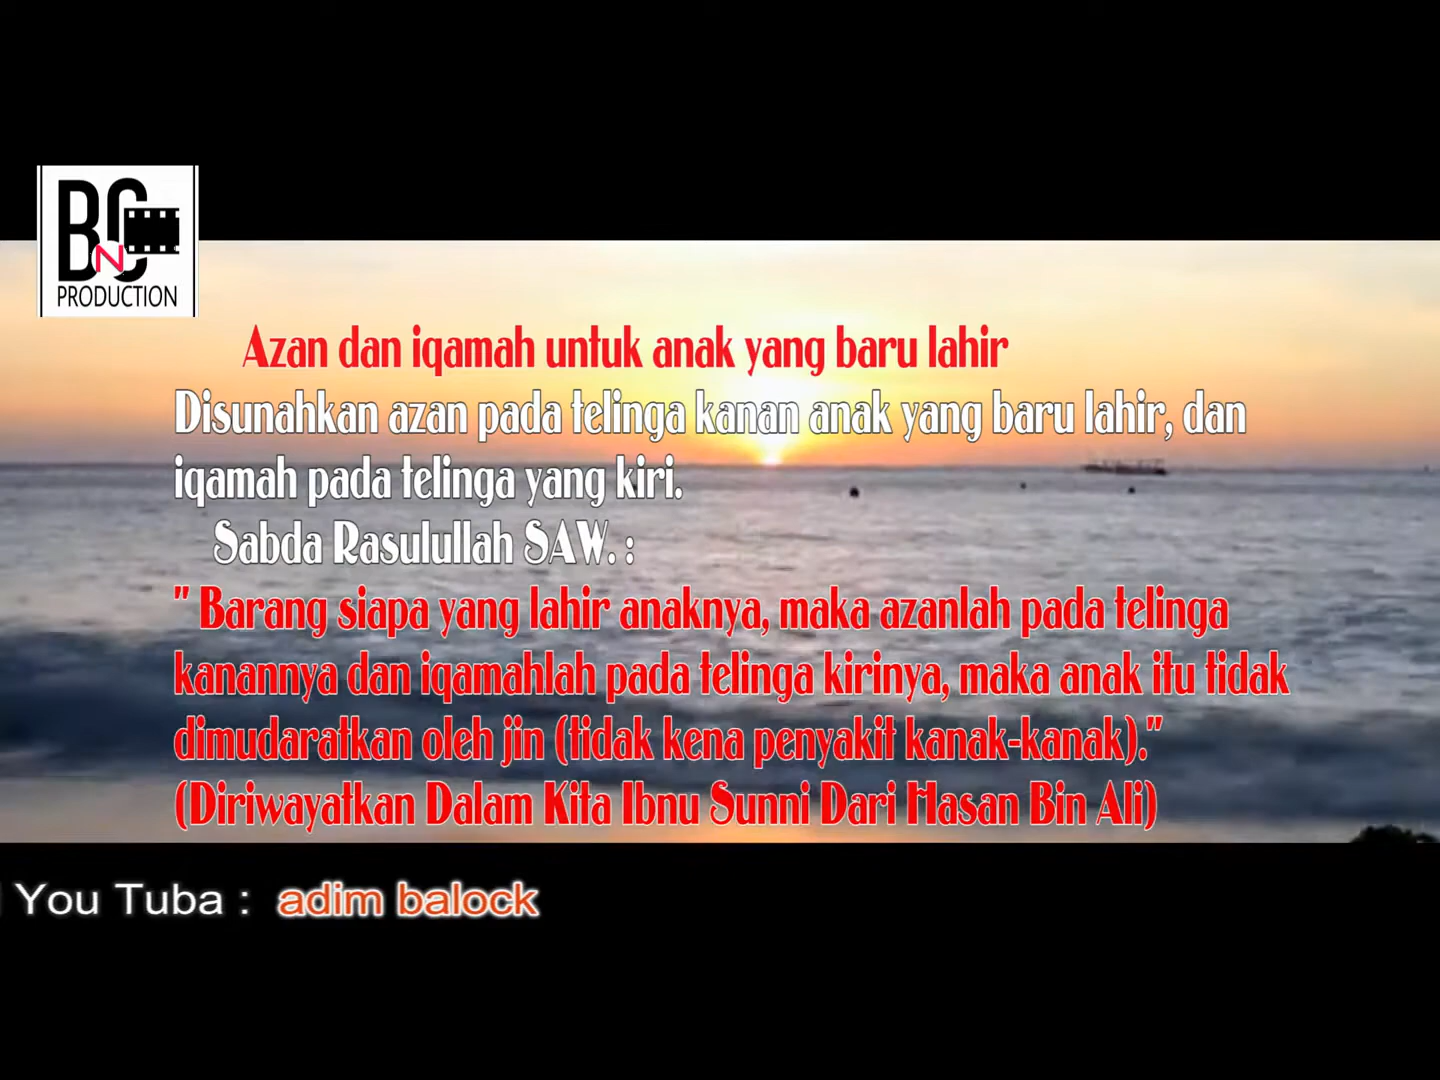 BNC
PRODUCTION
Azan dan iqamah untuk anak yang baru lahir
Disunahkan azan pada telinga kanan anak yang baru lahir, dan
iqamah pada telinga yang kiri.
Sabda Rasulullah SAW. :
" Barang siapa yang lahir anaknya, maka azanlah pada telinga
kanannya dan iqamahlah pada telinga kirinya, maka anak itu tidak
dimudaratkan oleh jin (tidak kena penyakit kanak-kanak)."
(Diriwayatkan Dalam Kita Ibnu Sunni Dari Hasan Bin Ali)
You Tuba : adim balock